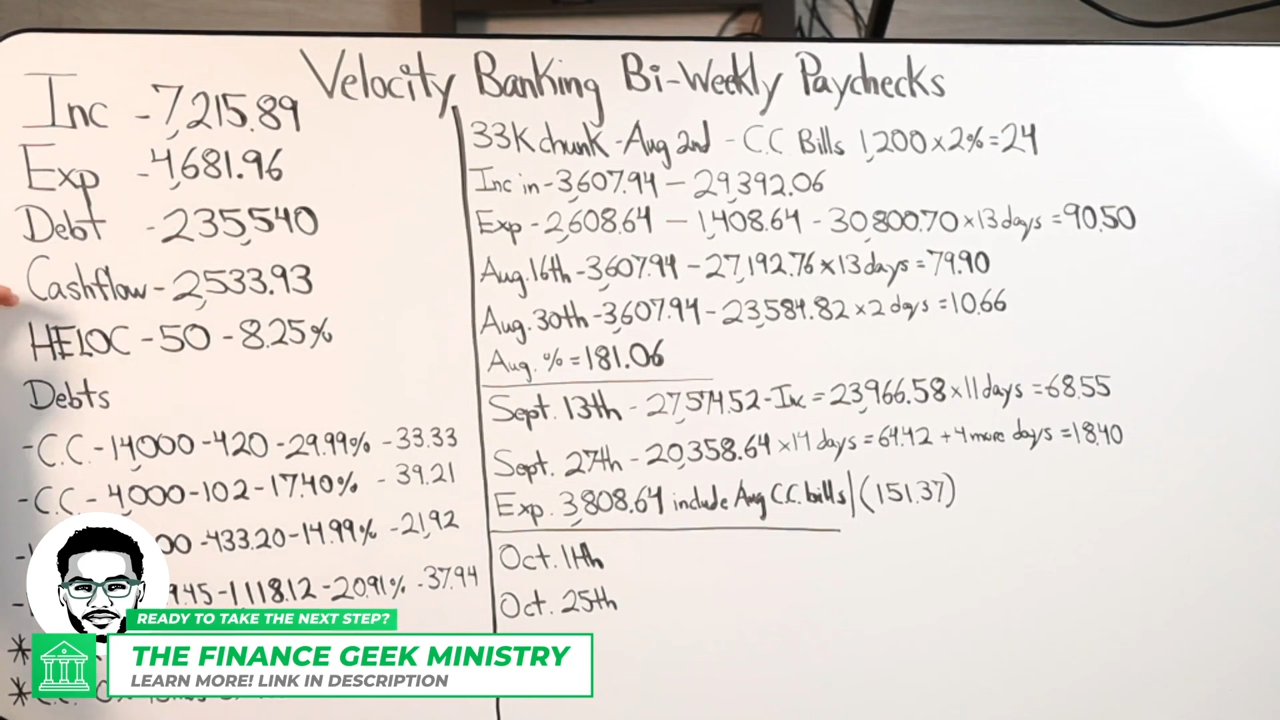 Velocity Banking Bi-Weekly Paychecks
Inc - 7,215.89
Exp - 4,681.96
Debt - 235,540
Cashflow - 2,533.93
HELOC - 50 - 8.25%
Debts
- C.C. - 14,000 - 420 - 29.99% - 33.33
- C.C. - 4,000 - 102 - 17.40% - 39.21
00 - 433.20 - 14.99% - 21,92
9.45 - 1,118.12 - 20.91% - 37.94
33K chunk - Aug 2nd - C.C. Bills 1,200 x 2% = 24
Inc in - 3,607.94 - 29,392.06
Exp - 2,608.64 - 1,408.64 - 30,800.70 x 13 days = 90.50
Aug. 16th - 3,607.94 - 27,192.76 x 13 days = 79.90
Aug. 30th - 3,607.94 - 23,584.82 x 2 days = 10.66
Aug. % = 181.06
Sept. 13th - 27,574.52 - Inc = 23,966.58 x 11 days = 68.55
Sept. 27th - 20,358.64 x 14 days = 64.42 + 4 more days = 18.40
Exp. 3,808.64 include Aug C.C. bills | (151.37)
Oct. 11th
Oct. 25th
READY TO TAKE THE NEXT STEP?
THE FINANCE GEEK MINISTRY
LEARN MORE! LINK IN DESCRIPTION